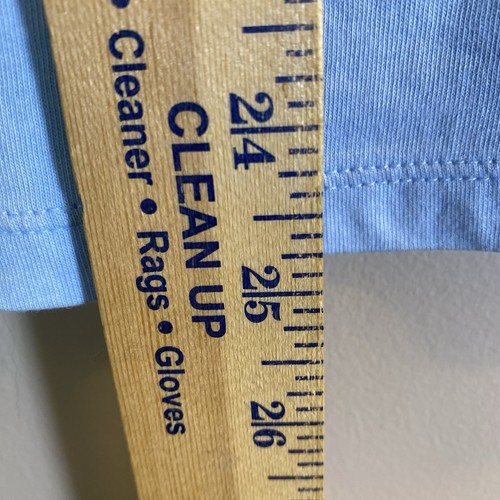 • Cleaner • Rags • Gloves
CLEAN UP
24
25
26